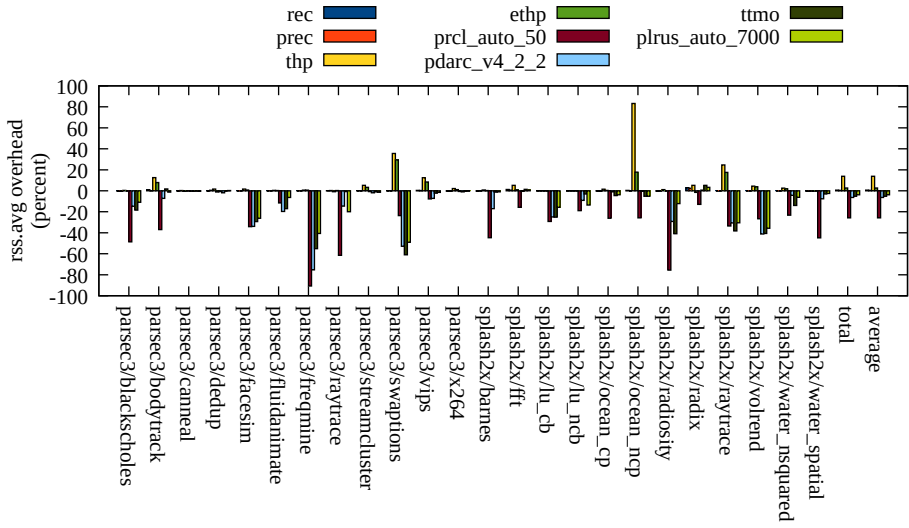 rec
prec
thp
ethp
prcl_auto_50
pdarc_v4_2_2
ttmo
plrus_auto_7000
rss.avg overhead
(percent)
100
80
60
40
20
0
-20
-40
-60
-80
-100
parsec3/blackscholes
parsec3/bodytrack
parsec3/canneal
parsec3/dedup
parsec3/facesim
parsec3/fluidanimate
parsec3/freqmine
parsec3/raytrace
parsec3/streamcluster
parsec3/swaptions
parsec3/vips
parsec3/x264
splash2x/barnes
splash2x/fft
splash2x/lu_cb
splash2x/lu_ncb
splash2x/ocean_cp
splash2x/ocean_ncp
splash2x/radiosity
splash2x/radix
splash2x/raytrace
splash2x/volrend
splash2x/water_nsquared
splash2x/water_spatial
total
average